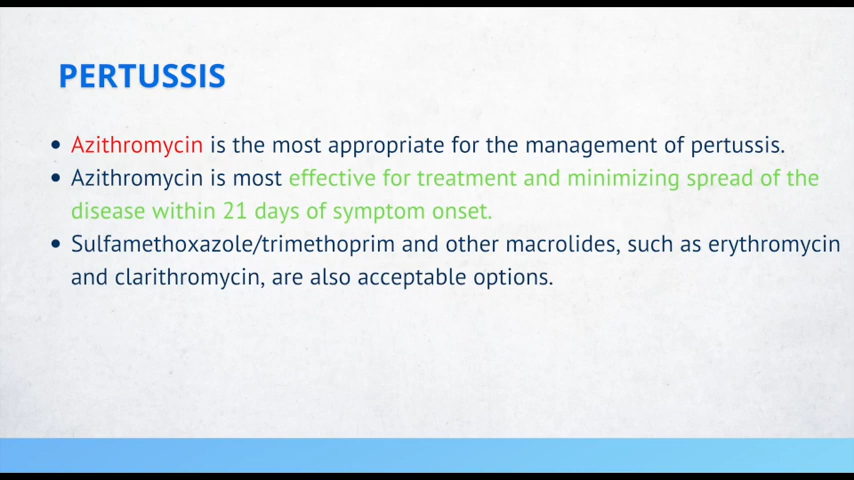 PERTUSSIS
• Azithromycin is the most appropriate for the management of pertussis.
• Azithromycin is most effective for treatment and minimizing spread of the
disease within 21 days of symptom onset.
• Sulfamethoxazole/trimethoprim and other macrolides, such as erythromycin
and clarithromycin, are also acceptable options.